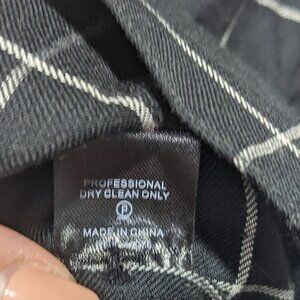 PROFESSIONAL
DRY CLEAN ONLY
P
MADE IN CHINA